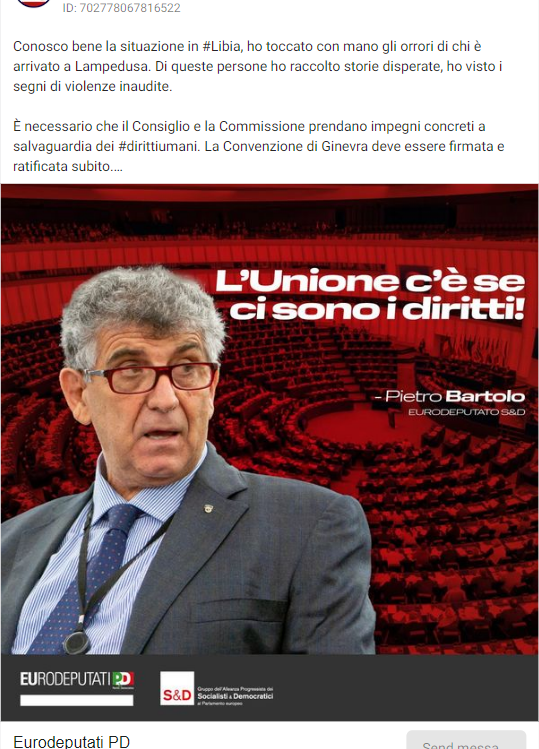 ID: 702778067816522
Conosco bene la situazione in #Libia, ho toccato con mano gli orrori di chi è
arrivato a Lampedusa. Di queste persone ho raccolto storie disperate, ho visto i
segni di violenze inaudite.
È necessario che il Consiglio e la Commissione prendano impegni concreti a
salvaguardia dei #dirittiumani. La Convenzione di Ginevra deve essere firmata e
ratificata subito....
L'Unione c'è se
ci sono i diritti!
- Pietro Bartolo
EURODEPUTATO S&D
EURODEPUTATI PD
S&D
Gruppo dell'Alleanza Progressista dei
Socialisti & Democratici
al Parlamento europeo
Eurodeputati PD
Send messa